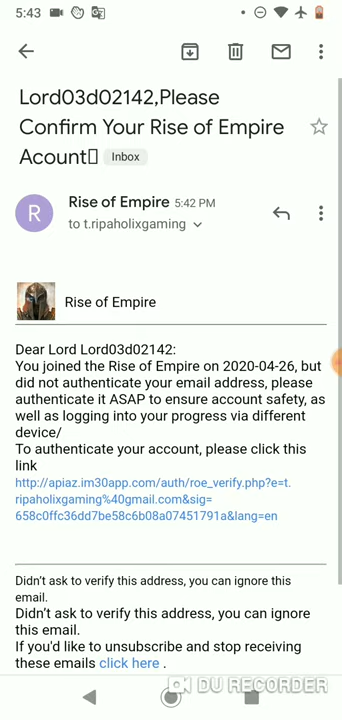 5:43
Lord03d02142,Please
Confirm Your Rise of Empire
Acount▯ Inbox
R
Rise of Empire 5:42 PM
to t.ripaholixgaming
Rise of Empire
Dear Lord Lord03d02142:
You joined the Rise of Empire on 2020-04-26, but
did not authenticate your email address, please
authenticate it ASAP to ensure account safety, as
well as logging into your progress via different
device/
To authenticate your account, please click this
link
http://apiaz.im30app.com/auth/roe_verify.php?e=t.
ripaholixgaming%40gmail.com&sig=
658c0ffc36dd7be58c6b08a07451791a&lang=en
Didn't ask to verify this address, you can ignore this
email.
Didn't ask to verify this address, you can ignore
this email.
If you'd like to unsubscribe and stop receiving
these emails click here .
DU RECORDER